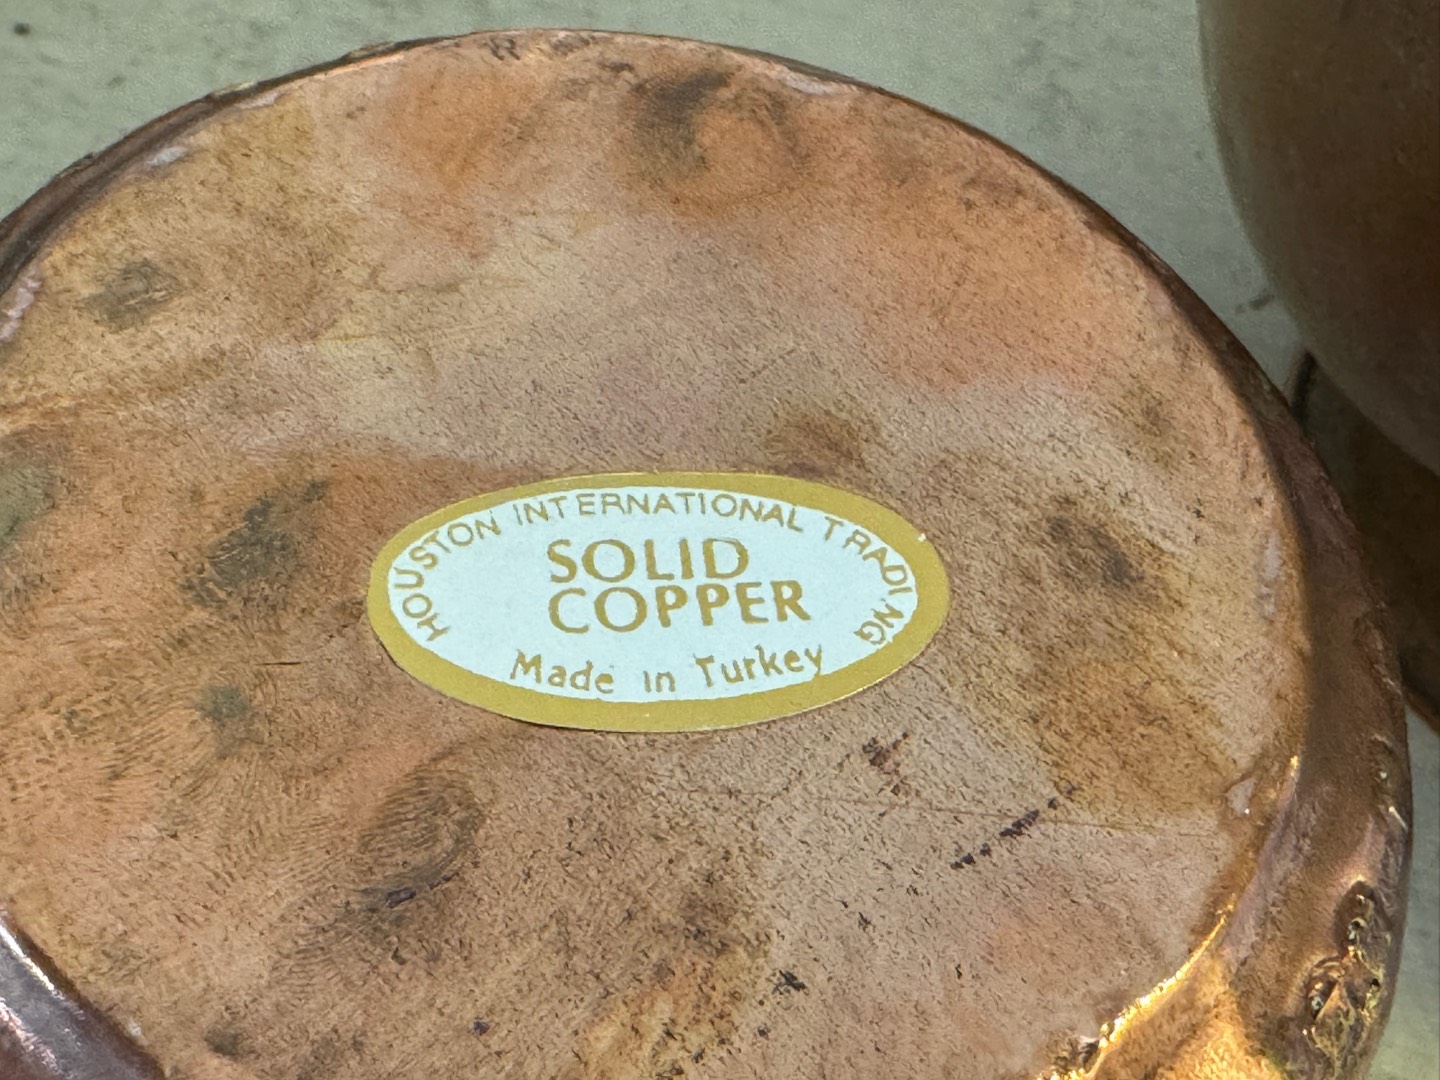 HOUSTON INTERNATIONAL TRADING
SOLID
COPPER
Made in Turkey